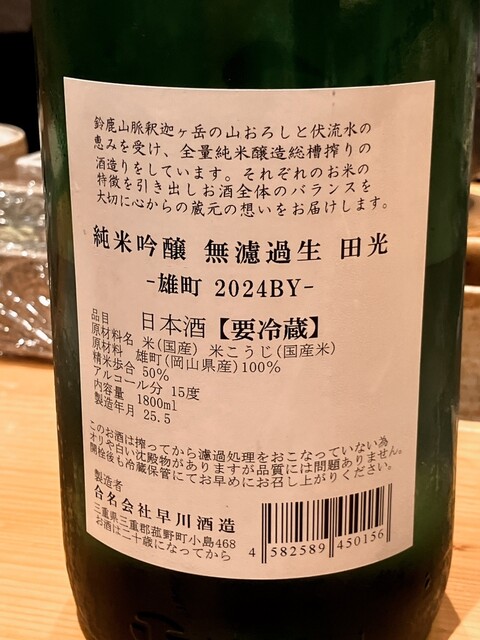 鈴鹿山脈釈迦ヶ岳の山おろしと伏流水の
恵みを受け、全量純米醸造総槽搾りの
酒造りをしています。それぞれのお米の
特徴を引き出しお酒全体のバランスを
大切に心からの蔵元の想いをお届けします。
純米吟醸 無濾過生 田光
-雄町 2024BY-
品目 日本酒【要冷蔵】
原材料名 米(国産) 米こうじ(国産米)
原材料 雄町(岡山県産)100%
精米歩合 50%
アルコール分 15度
内容量 1800ml
製造年月 25.5
このお酒は搾ってから濾過処理をおこなっていない為
オリや白い沈殿物がありますが品質には問題ありません。
開栓後も冷蔵保管にてお早めにお召し上がりください。
製造者
合名会社早川酒造
三重県三重郡菰野町小島468
お酒は二十歳になってから
4 582589 450156